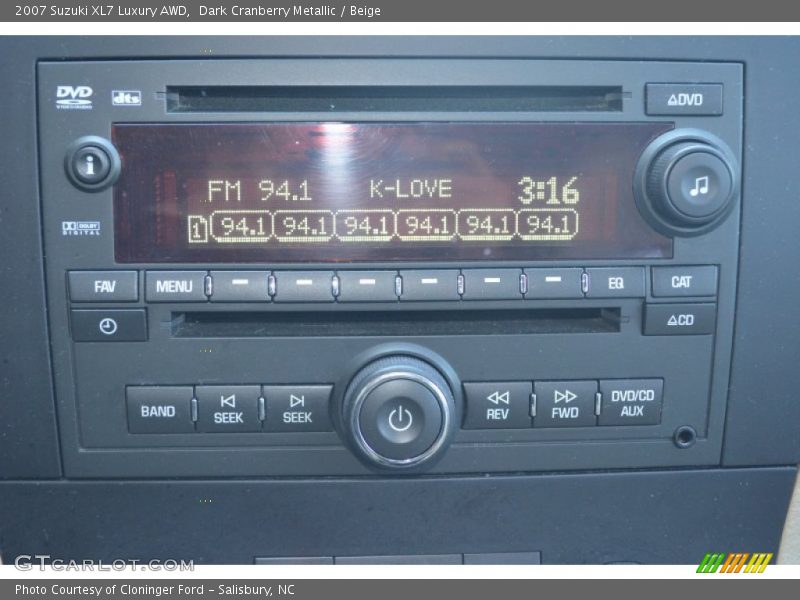 2007 Suzuki XL7 Luxury AWD,  Dark Cranberry Metallic / Beige
DVD
VIDEO/AUDIO
dts
DVD
i
FM 94.1 K-LOVE 3:16
1 94.1 94.1 94.1 94.1 94.1 94.1
DOLBY
DIGITAL
FAV MENU EQ CAT
CD
BAND SEEK SEEK REV FWD DVD/CD AUX
GTCARLOT.COM
Photo Courtesy of Cloninger Ford - Salisbury, NC